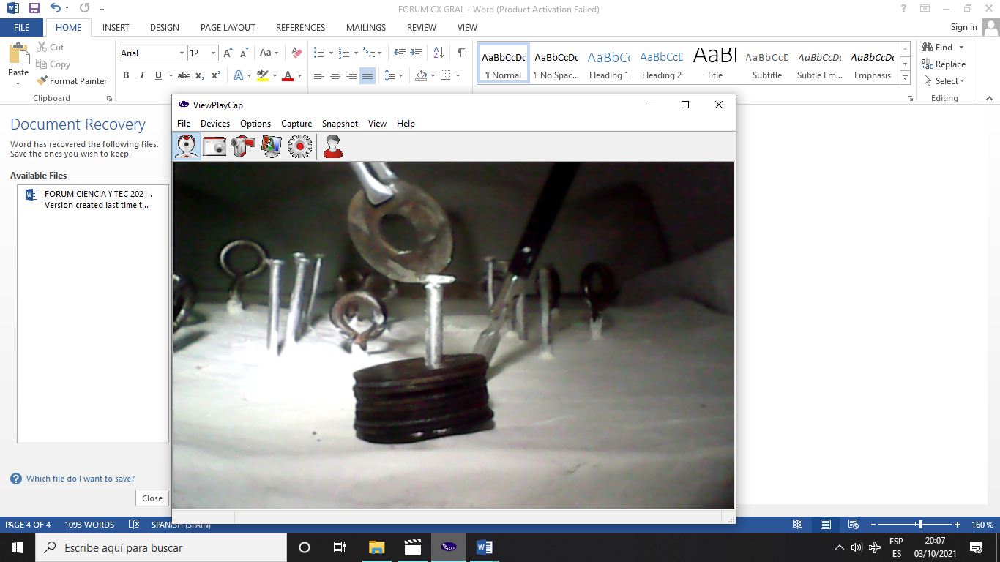 FORUM CX GRAL - Word (Product Activation Failed)
FILE HOME INSERT DESIGN PAGE LAYOUT REFERENCES MAILINGS REVIEW VIEW Sign in
Paste
Cut
Copy
Format Painter
Clipboard
Arial 12
AaBbCcDc AaBbCcDc AaBbCc AaBbCcD AaBl AaBbCcD AaBbCcDc AaBbCcDc
¶ Normal ¶ No Spac... Heading 1 Heading 2 Title Subtitle Subtle Em... Emphasis
Find
Replace
Select
Editing
Document Recovery
Word has recovered the following files.
Save the ones you wish to keep.
Available Files
FORUM CIENCIA Y TEC 2021 .
Version created last time t...
Which file do I want to save?
Close
ViewPlayCap
File Devices Options Capture Snapshot View Help
PAGE 4 OF 4 1093 WORDS SPANISH (SPAIN) 160 %
Escribe aquí para buscar
ESP
ES
20:07
03/10/2021